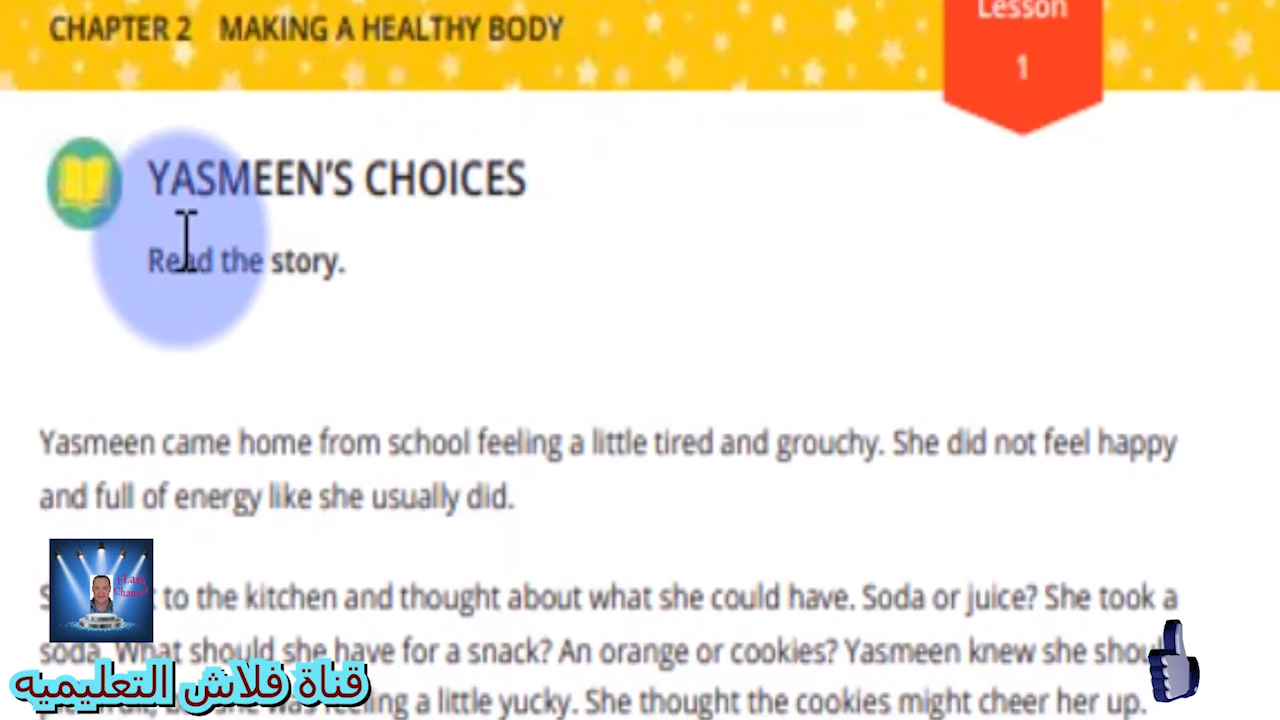 CHAPTER 2 MAKING A HEALTHY BODY
Lesson
1
YASMEEN'S CHOICES
Read the story.
Yasmeen came home from school feeling a little tired and grouchy. She did not feel happy
and full of energy like she usually did.
to the kitchen and thought about what she could have. Soda or juice? She took a
soda. What should she have for a snack? An orange or cookies? Yasmeen knew she
feeling a little yucky. She thought the cookies might cheer her up.
FLash
Channel
قناة فلاش التعليميه